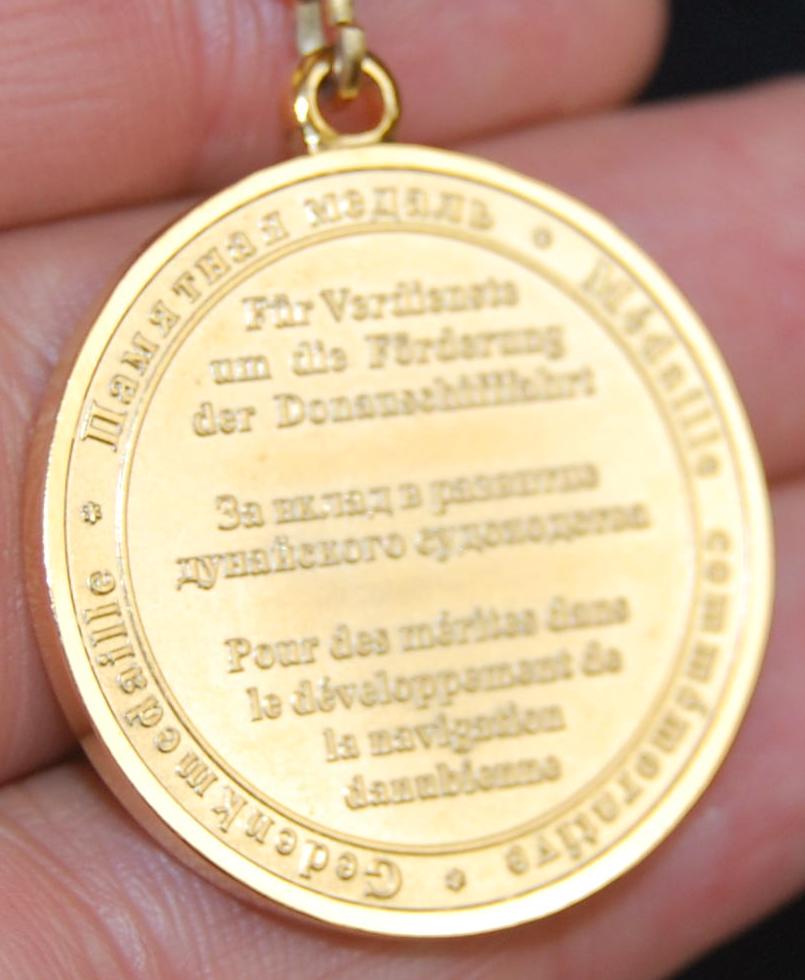 Памятная медаль * Médaille commémorative * Gedenkmedaille *
Für Verdienste
um die Förderung
der Donauschifffahrt
За вклад в развитие
дунайского судоходства
Pour des mérites dans
le développement de
la navigation
danubienne